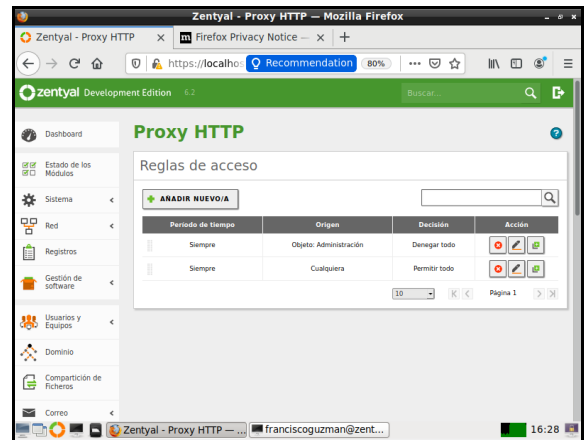 Zentyal - Proxy HTTP — Mozilla Firefox
Zentyal - Proxy HTTP
m Firefox Privacy Notice —
https://localhos Recommendation 80%
zentyal Development Edition 6.2 Buscar...
Dashboard
Estado de los Módulos
Sistema
Red
Registros
Gestión de software
Usuarios y Equipos
Dominio
Compartición de Ficheros
Correo
Proxy HTTP ?
Reglas de acceso
AÑADIR NUEVO/A
Período de tiempo Origen Decisión Acción
Siempre Objeto: Administración Denegar todo
Siempre Cualquiera Permitir todo
10 Página 1
Zentyal - Proxy HTTP — ... franciscoguzman@zent... 16:28